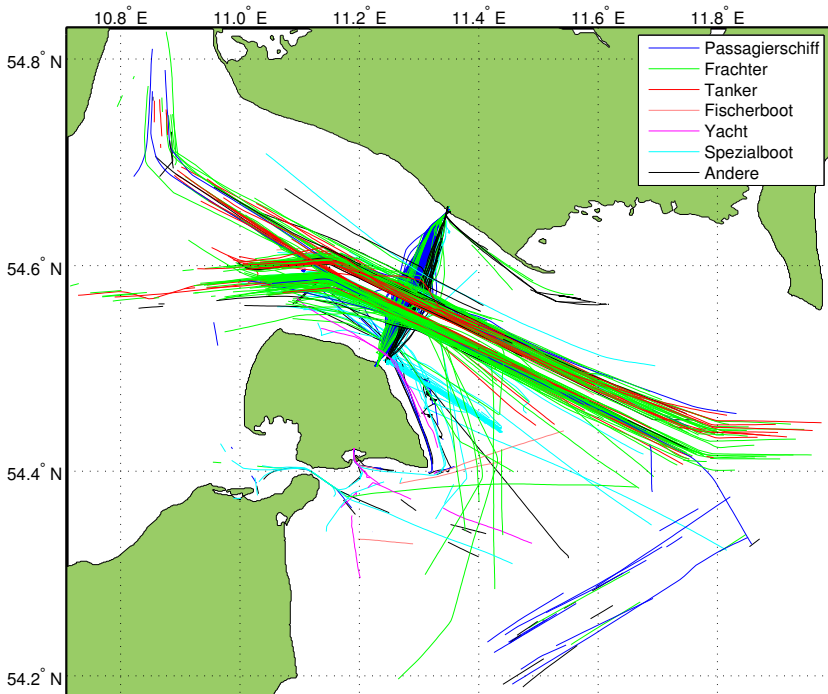 10.8° E 11.0° E 11.2° E 11.4° E 11.6° E 11.8° E
54.8° N
54.6° N
54.4° N
54.2° N
Passagierschiff
Frachter
Tanker
Fischerboot
Yacht
Spezialboot
Andere